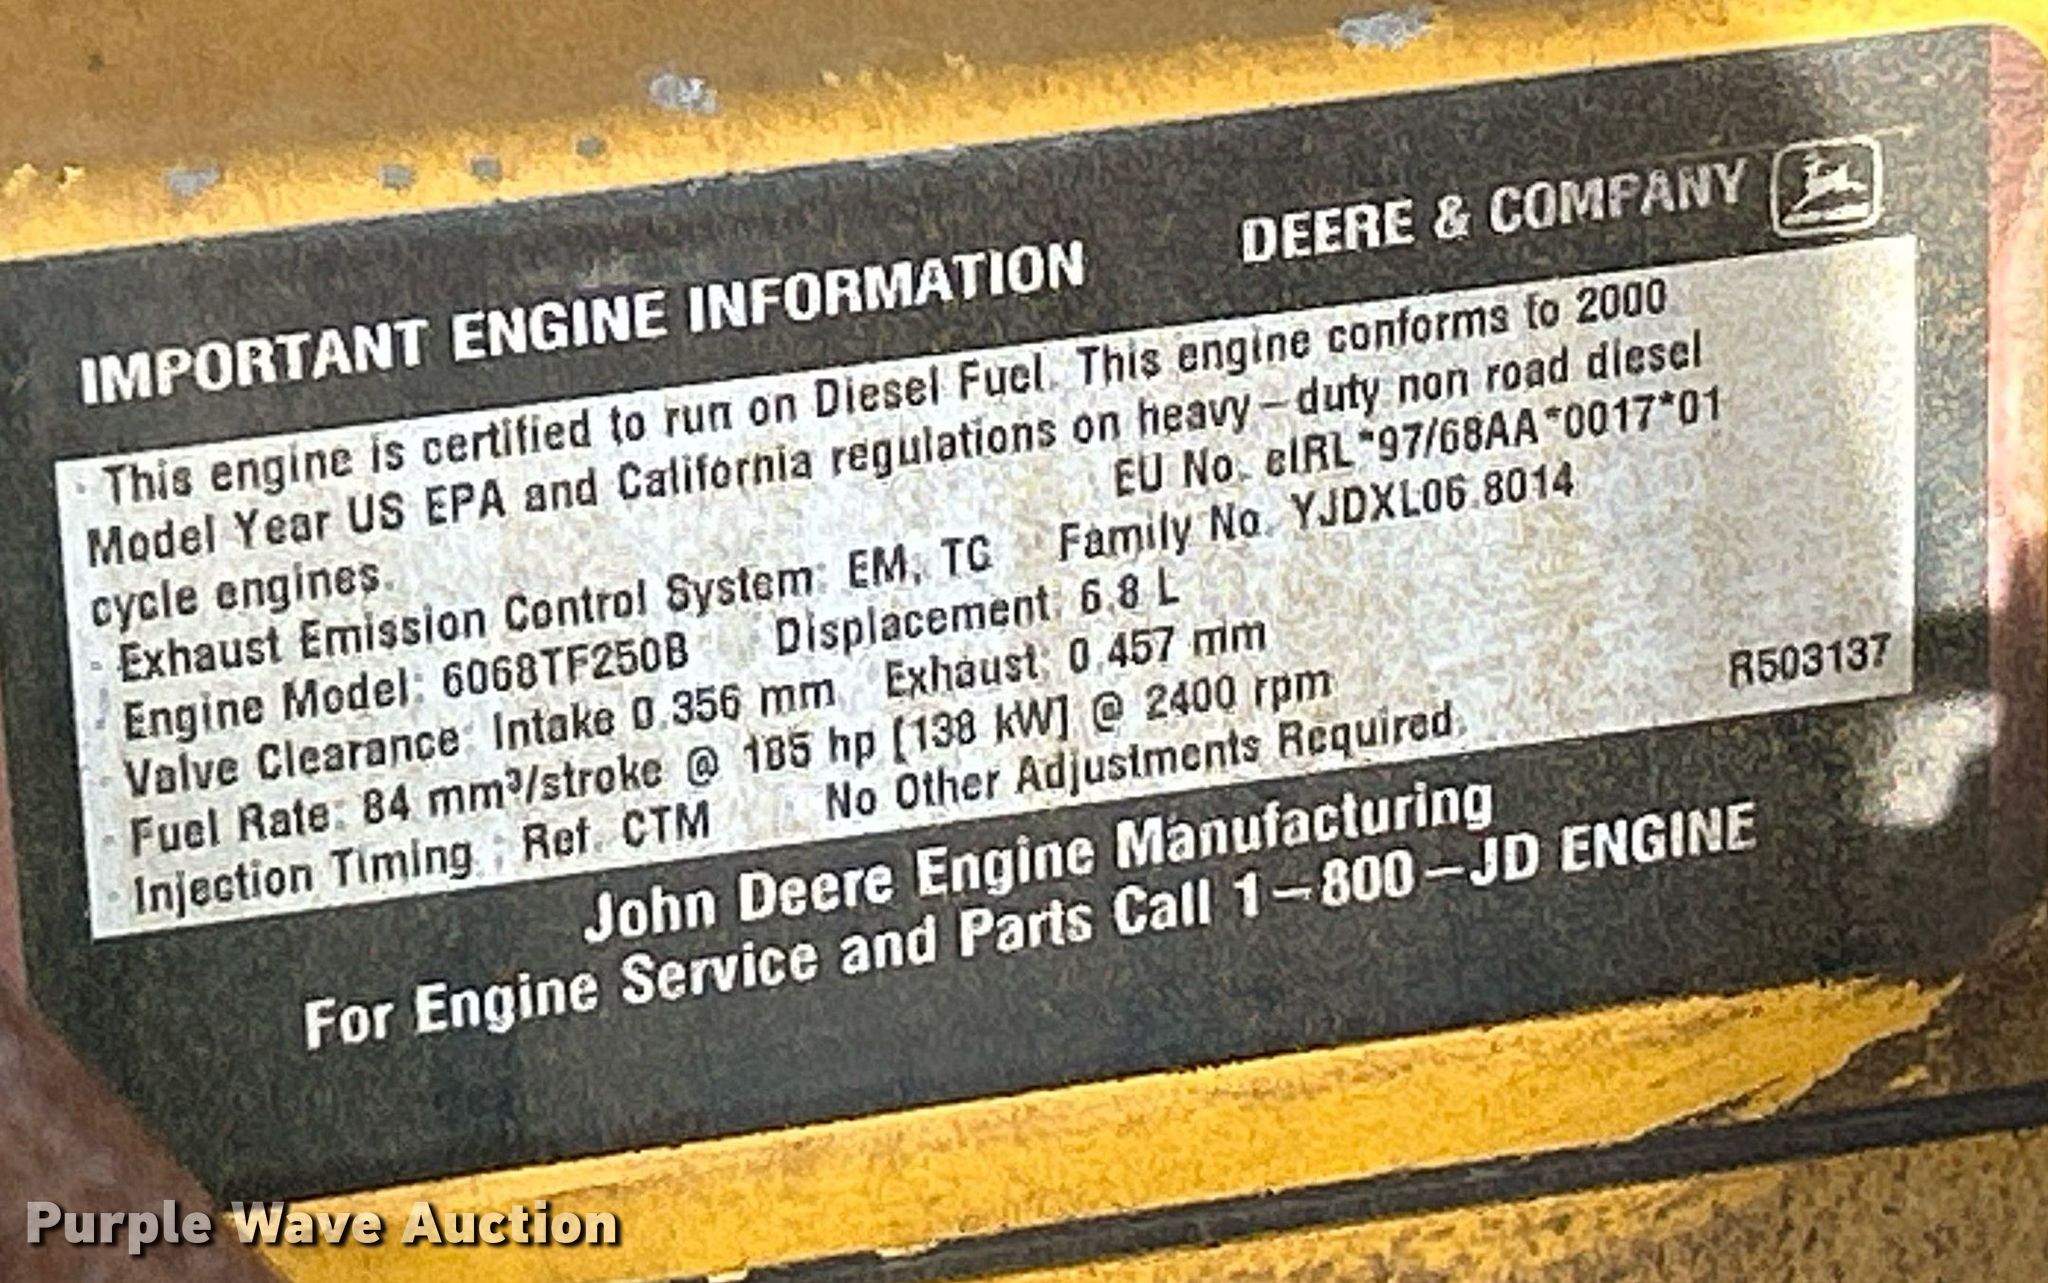 DEERE & COMPANY
IMPORTANT ENGINE INFORMATION
· This engine is certified to run on Diesel Fuel. This engine conforms to 2000
Model Year US EPA and California regulations on heavy-duty non road diesel
cycle engines. EU No. eIRL*97/68AA*0017*01
· Exhaust Emission Control System: EM, TC Family No. YJDXL06.8014
· Engine Model: 6068TF250B Displacement: 6.8 L
· Valve Clearance: Intake 0.356 mm Exhaust: 0.457 mm
· Fuel Rate: 84 mm³/stroke @ 185 hp [138 kW] @ 2400 rpm
· Injection Timing : Ref. CTM No Other Adjustments Required.
R503137
John Deere Engine Manufacturing
For Engine Service and Parts Call 1-800-JD ENGINE
Purple Wave Auction